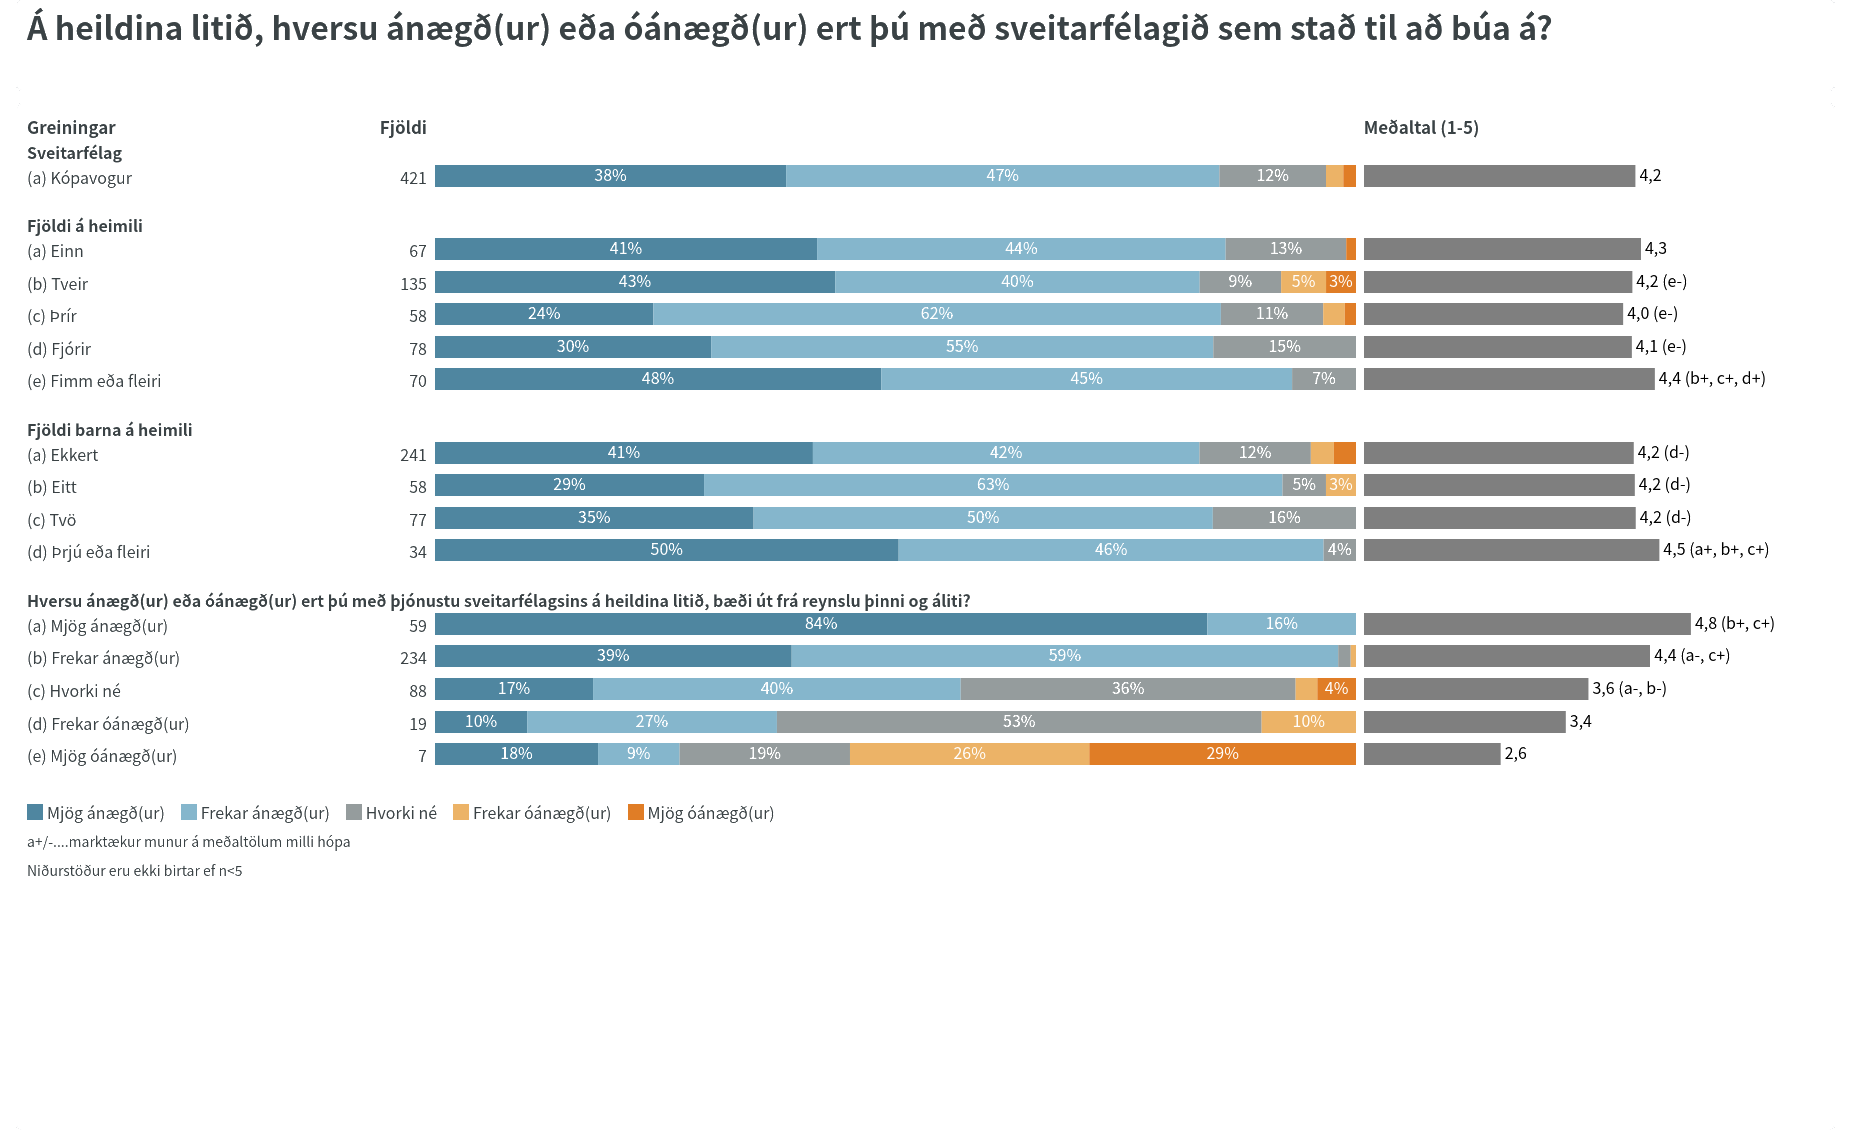 Á heildina litið, hversu ánægð(ur) eða óánægð(ur) ert þú með sveitarfélagið sem stað til að búa á?
Greiningar Fjöldi Meðaltal (1-5)
Sveitarfélag
(a) Kópavogur 421 38% 47% 12% 4,2
Fjöldi á heimili
(a) Einn 67 41% 44% 13% 4,3
(b) Tveir 135 43% 40% 9% 5% 3% 4,2 (e-)
(c) Þrír 58 24% 62% 11% 4,0 (e-)
(d) Fjórir 78 30% 55% 15% 4,1 (e-)
(e) Fimm eða fleiri 70 48% 45% 7% 4,4 (b+, c+, d+)
Fjöldi barna á heimili
(a) Ekkert 241 41% 42% 12% 4,2 (d-)
(b) Eitt 58 29% 63% 5% 3% 4,2 (d-)
(c) Tvö 77 35% 50% 16% 4,2 (d-)
(d) Þrjú eða fleiri 34 50% 46% 4% 4,5 (a+, b+, c+)
Hversu ánægð(ur) eða óánægð(ur) ert þú með þjónustu sveitarfélagsins á heildina litið, bæði út frá reynslu þinni og áliti?
(a) Mjög ánægð(ur) 59 84% 16% 4,8 (b+, c+)
(b) Frekar ánægð(ur) 234 39% 59% 4,4 (a-, c+)
(c) Hvorki né 88 17% 40% 36% 4% 3,6 (a-, b-)
(d) Frekar óánægð(ur) 19 10% 27% 53% 10% 3,4
(e) Mjög óánægð(ur) 7 18% 9% 19% 26% 29% 2,6
Mjög ánægð(ur) Frekar ánægð(ur) Hvorki né Frekar óánægð(ur) Mjög óánægð(ur)
a+/-....marktækur munur á meðaltölum milli hópa
Niðurstöður eru ekki birtar ef n<5